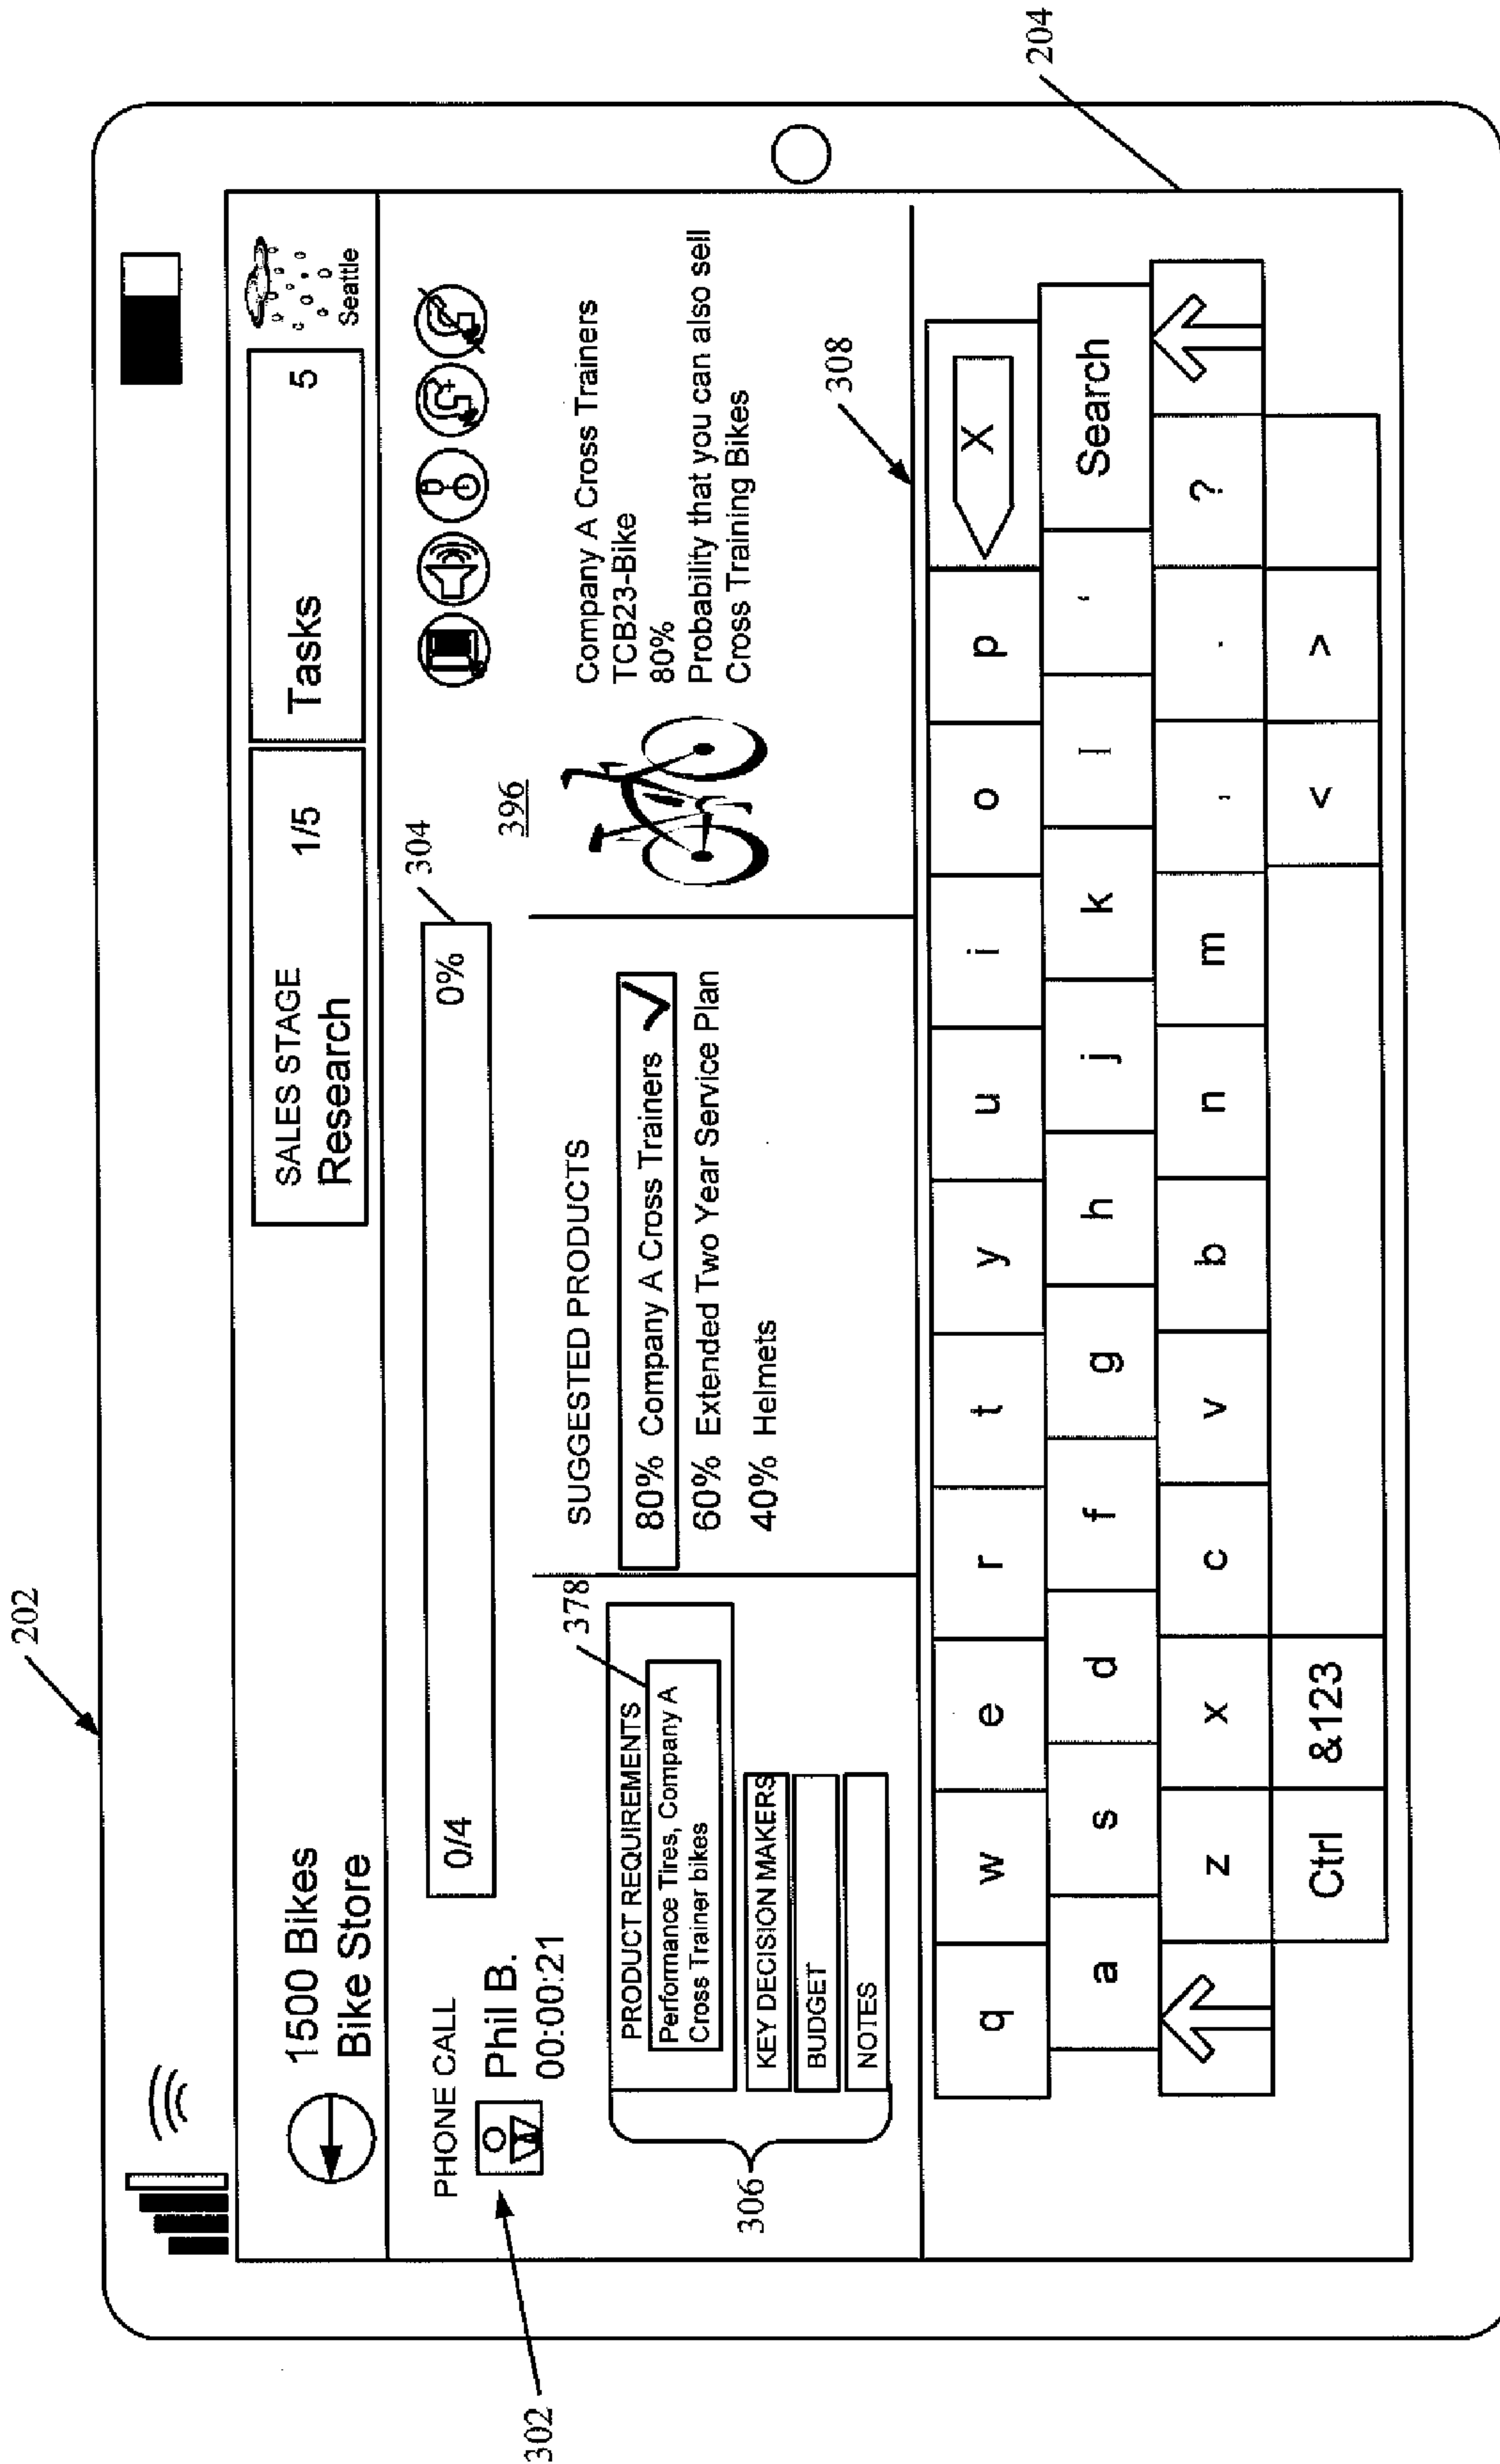 202
1500 Bikes
Bike Store
SALES STAGE
Research 1/5
Tasks 5
Seattle
PHONE CALL
Phil B.
00:00:21
302
0/4 0%
304
396
306
PRODUCT REQUIREMENTS
378
Performance Tires, Company A
Cross Trainer bikes
KEY DECISION MAKERS
BUDGET
NOTES
SUGGESTED PRODUCTS
80% Company A Cross Trainers
60% Extended Two Year Service Plan
40% Helmets
Company A Cross Trainers
TCB23-Bike
80%
Probability that you can also sell
Cross Training Bikes
308
q w e r t y u i o p X
a s d f g h j k l ‘ Search
z x c v b n m , . ?
Ctrl &123 < >
204